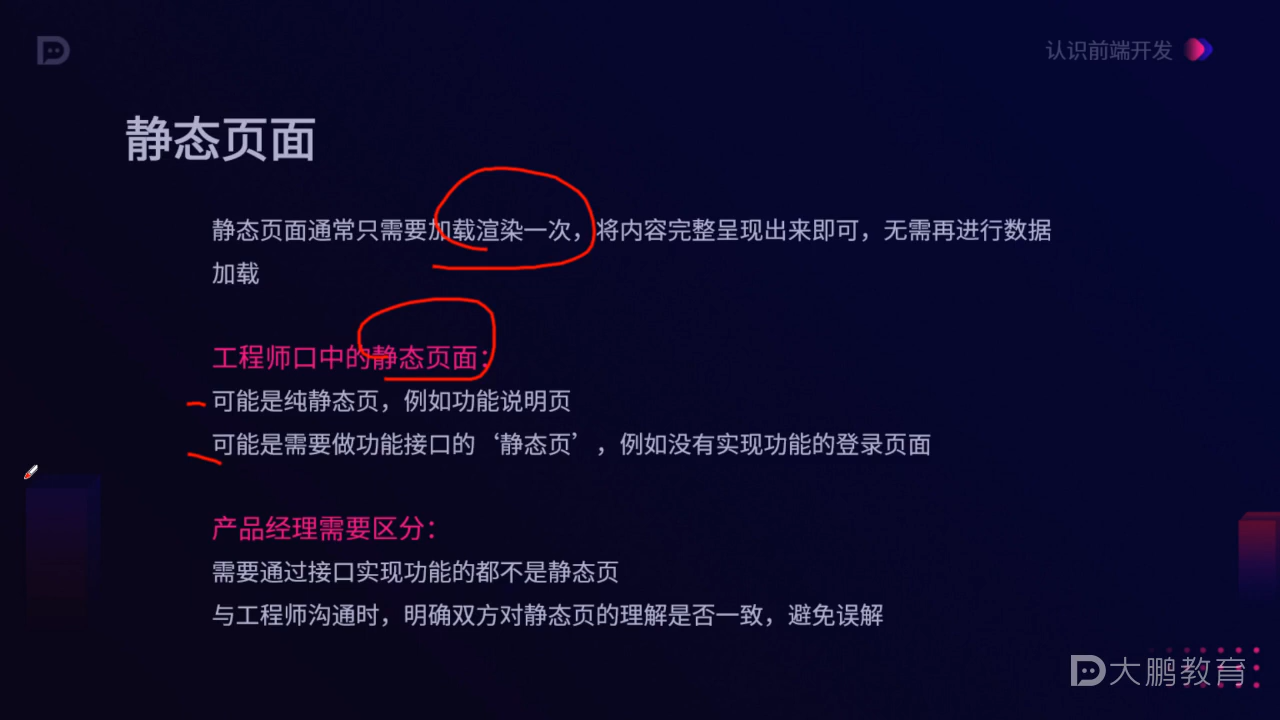 认识前端开发
静态页面
静态页面通常只需要加载渲染一次，将内容完整呈现出来即可，无需再进行数据
加载
工程师口中的静态页面：
可能是纯静态页，例如功能说明页
可能是需要做功能接口的‘静态页’，例如没有实现功能的登录页面
产品经理需要区分：
需要通过接口实现功能的都不是静态页
与工程师沟通时，明确双方对静态页的理解是否一致，避免误解
大鹏教育